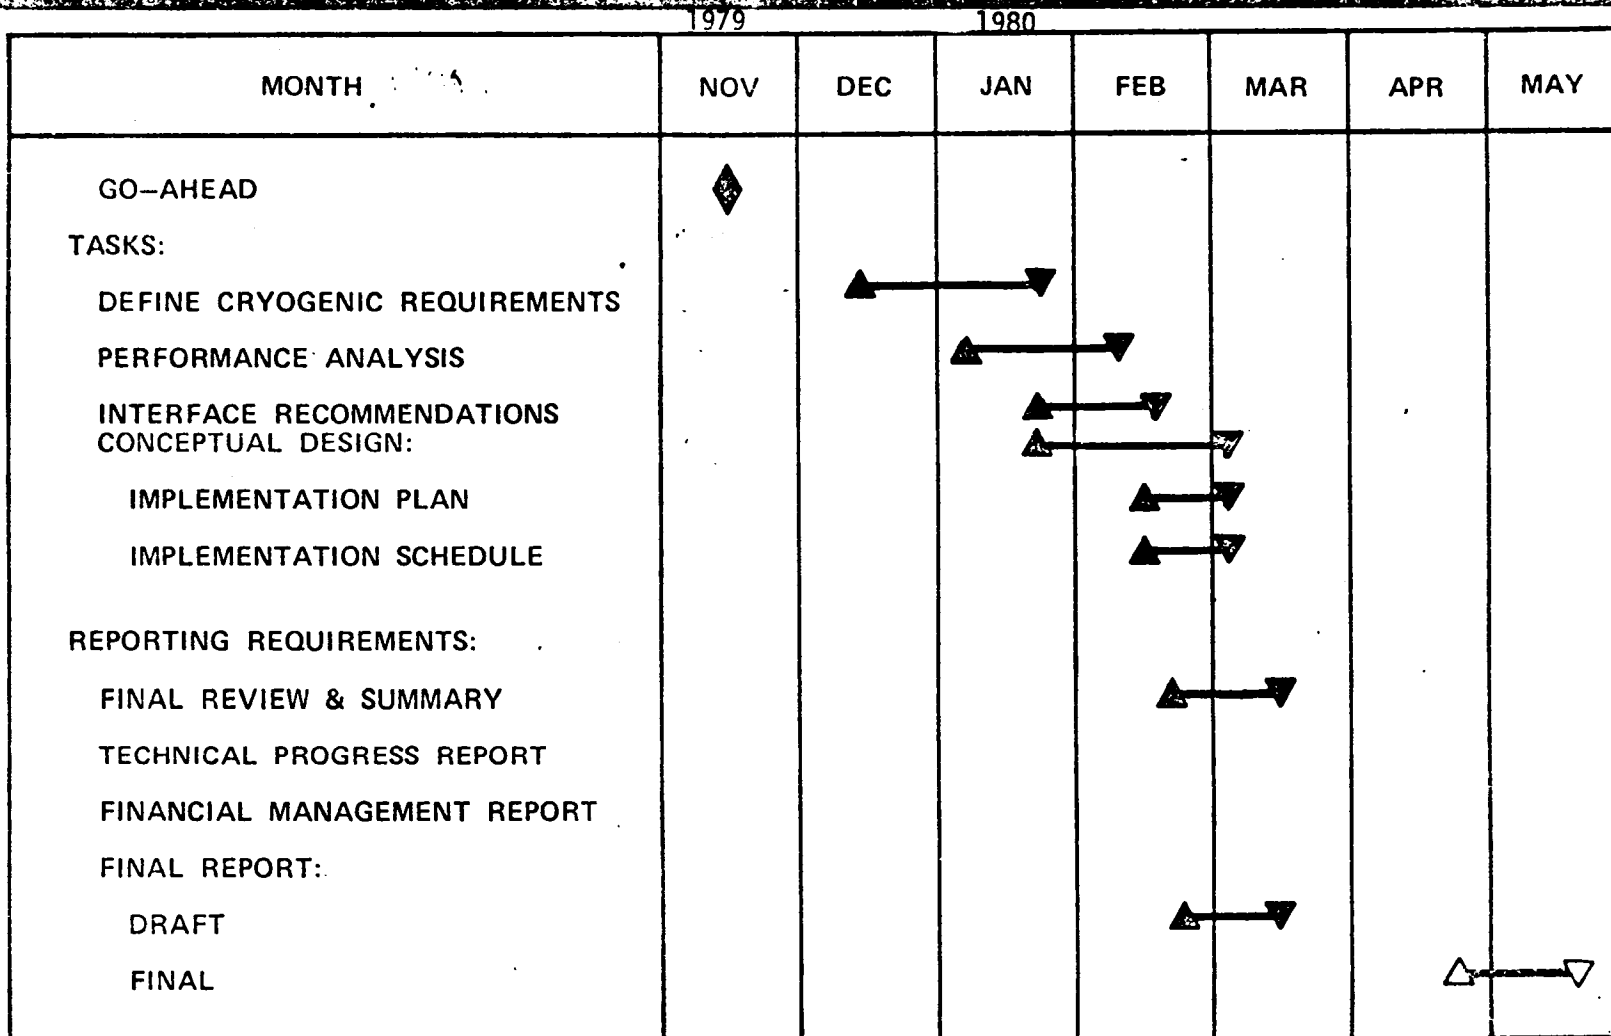 1979 1980
MONTH NOV DEC JAN FEB MAR APR MAY
GO–AHEAD
TASKS:
DEFINE CRYOGENIC REQUIREMENTS
PERFORMANCE ANALYSIS
INTERFACE RECOMMENDATIONS
CONCEPTUAL DESIGN:
IMPLEMENTATION PLAN
IMPLEMENTATION SCHEDULE
REPORTING REQUIREMENTS:
FINAL REVIEW & SUMMARY
TECHNICAL PROGRESS REPORT
FINANCIAL MANAGEMENT REPORT
FINAL REPORT:
DRAFT
FINAL